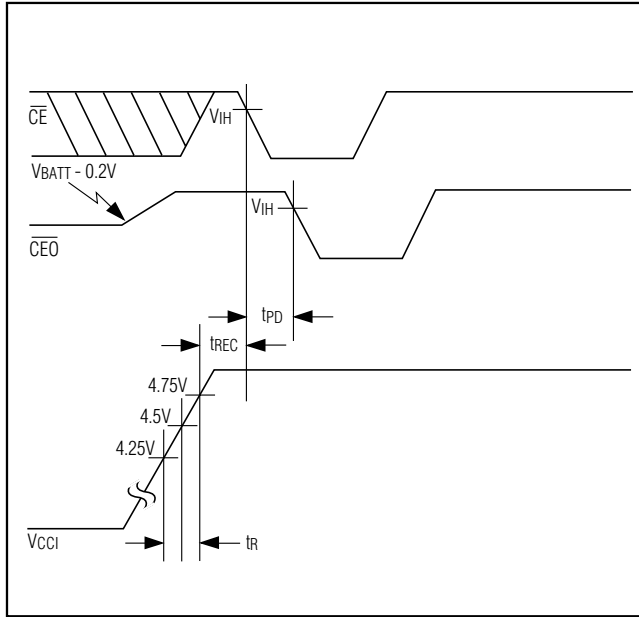 CE
VIH
VBATT - 0.2V
VIH
CEO
tPD
tREC
4.75V
4.5V
4.25V
VCCI
tR